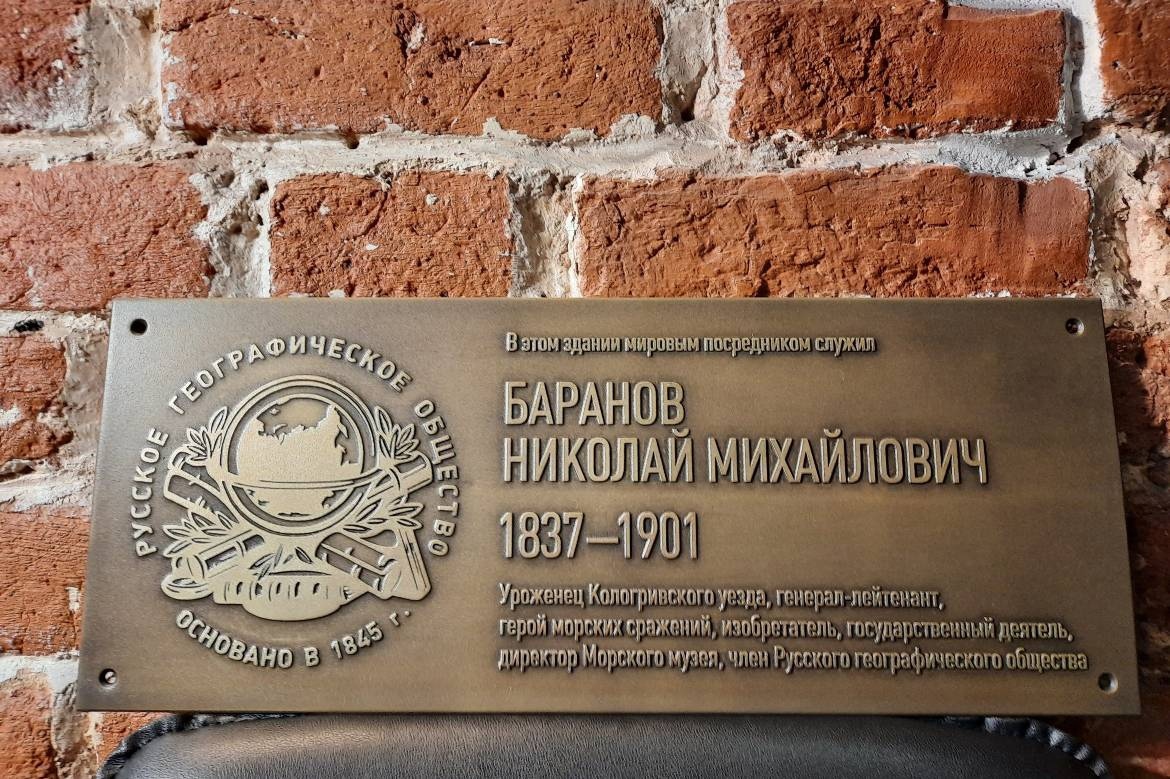 РУССКОЕ ГЕОГРАФИЧЕСКОЕ ОБЩЕСТВО
ОСНОВАНО В 1845 г.
В этом здании мировым посредником служил
БАРАНОВ
НИКОЛАЙ МИХАЙЛОВИЧ
1837—1901
Уроженец Кологривского уезда, генерал-лейтенант,
герой морских сражений, изобретатель, государственный деятель,
директор Морского музея, член Русского географического общества